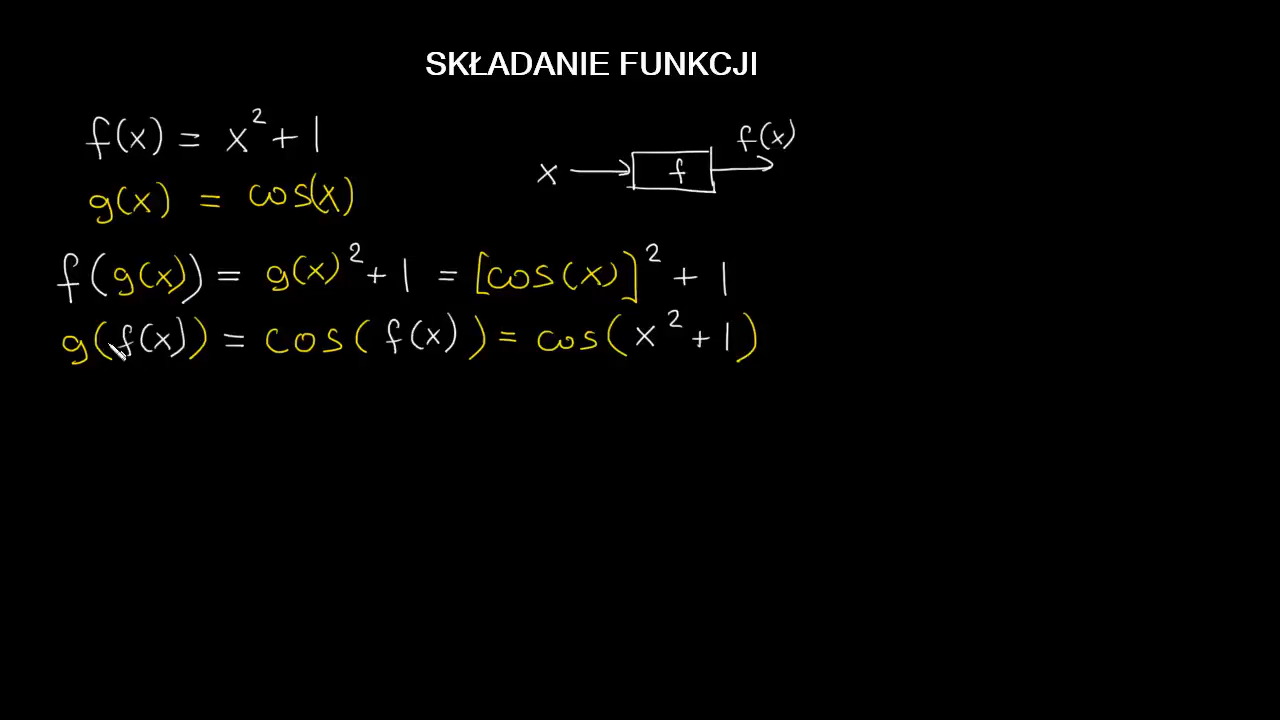 SKŁADANIE FUNKCJI
f(x) = x² + 1
x → f → f(x)
g(x) = cos(x)
f(g(x)) = g(x)² + 1 = [cos(x)]² + 1
g(f(x)) = cos(f(x)) = cos(x² + 1)